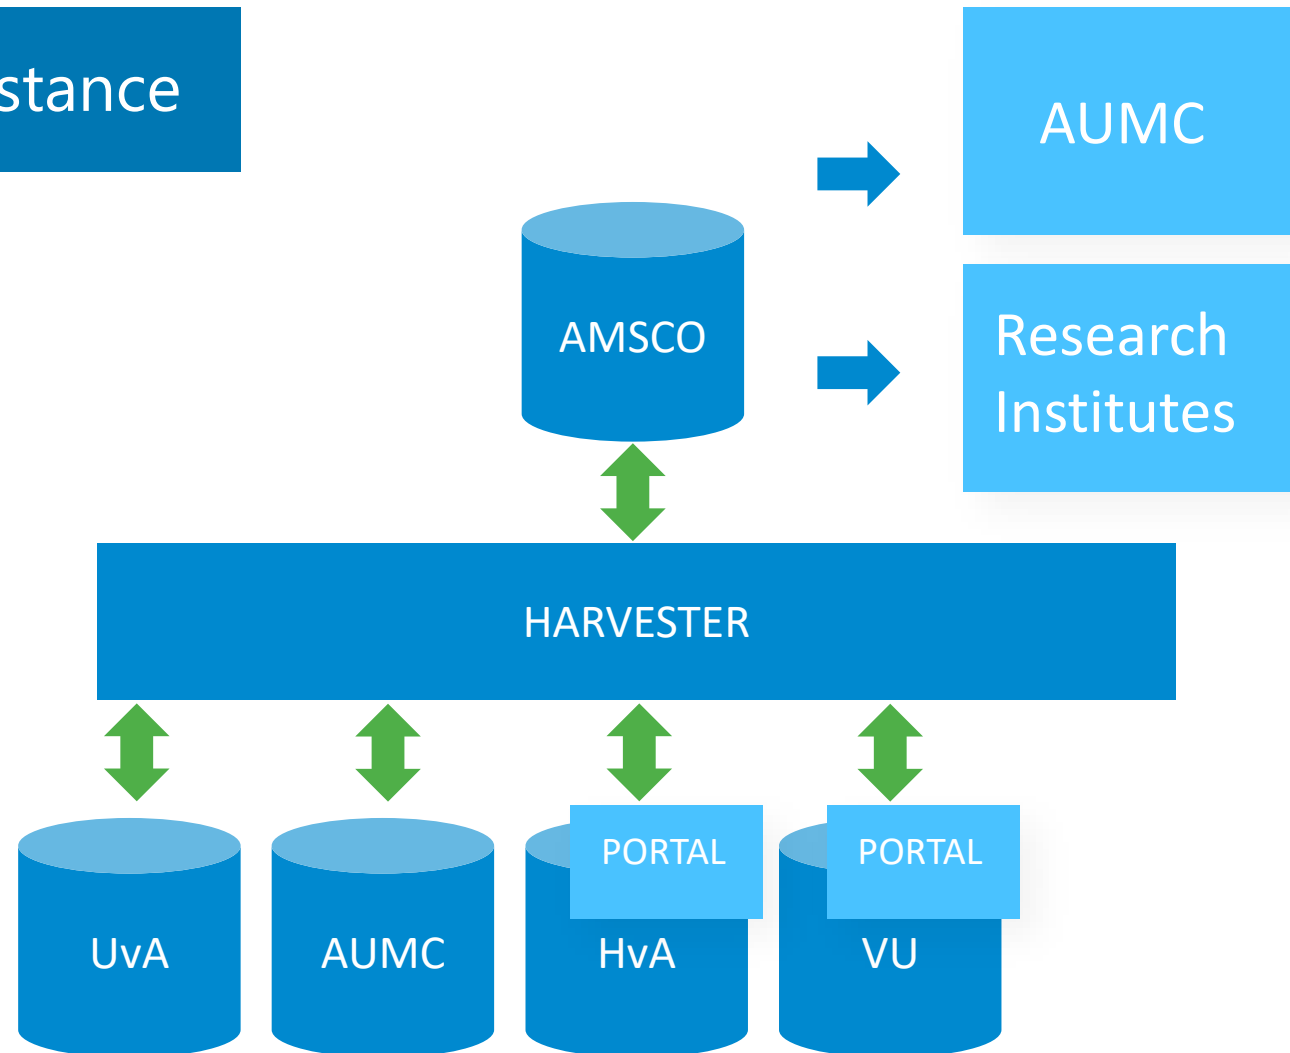 stance
AUMC
AMSCO
Research
Institutes
HARVESTER
PORTAL
PORTAL
UvA
AUMC
HvA
VU